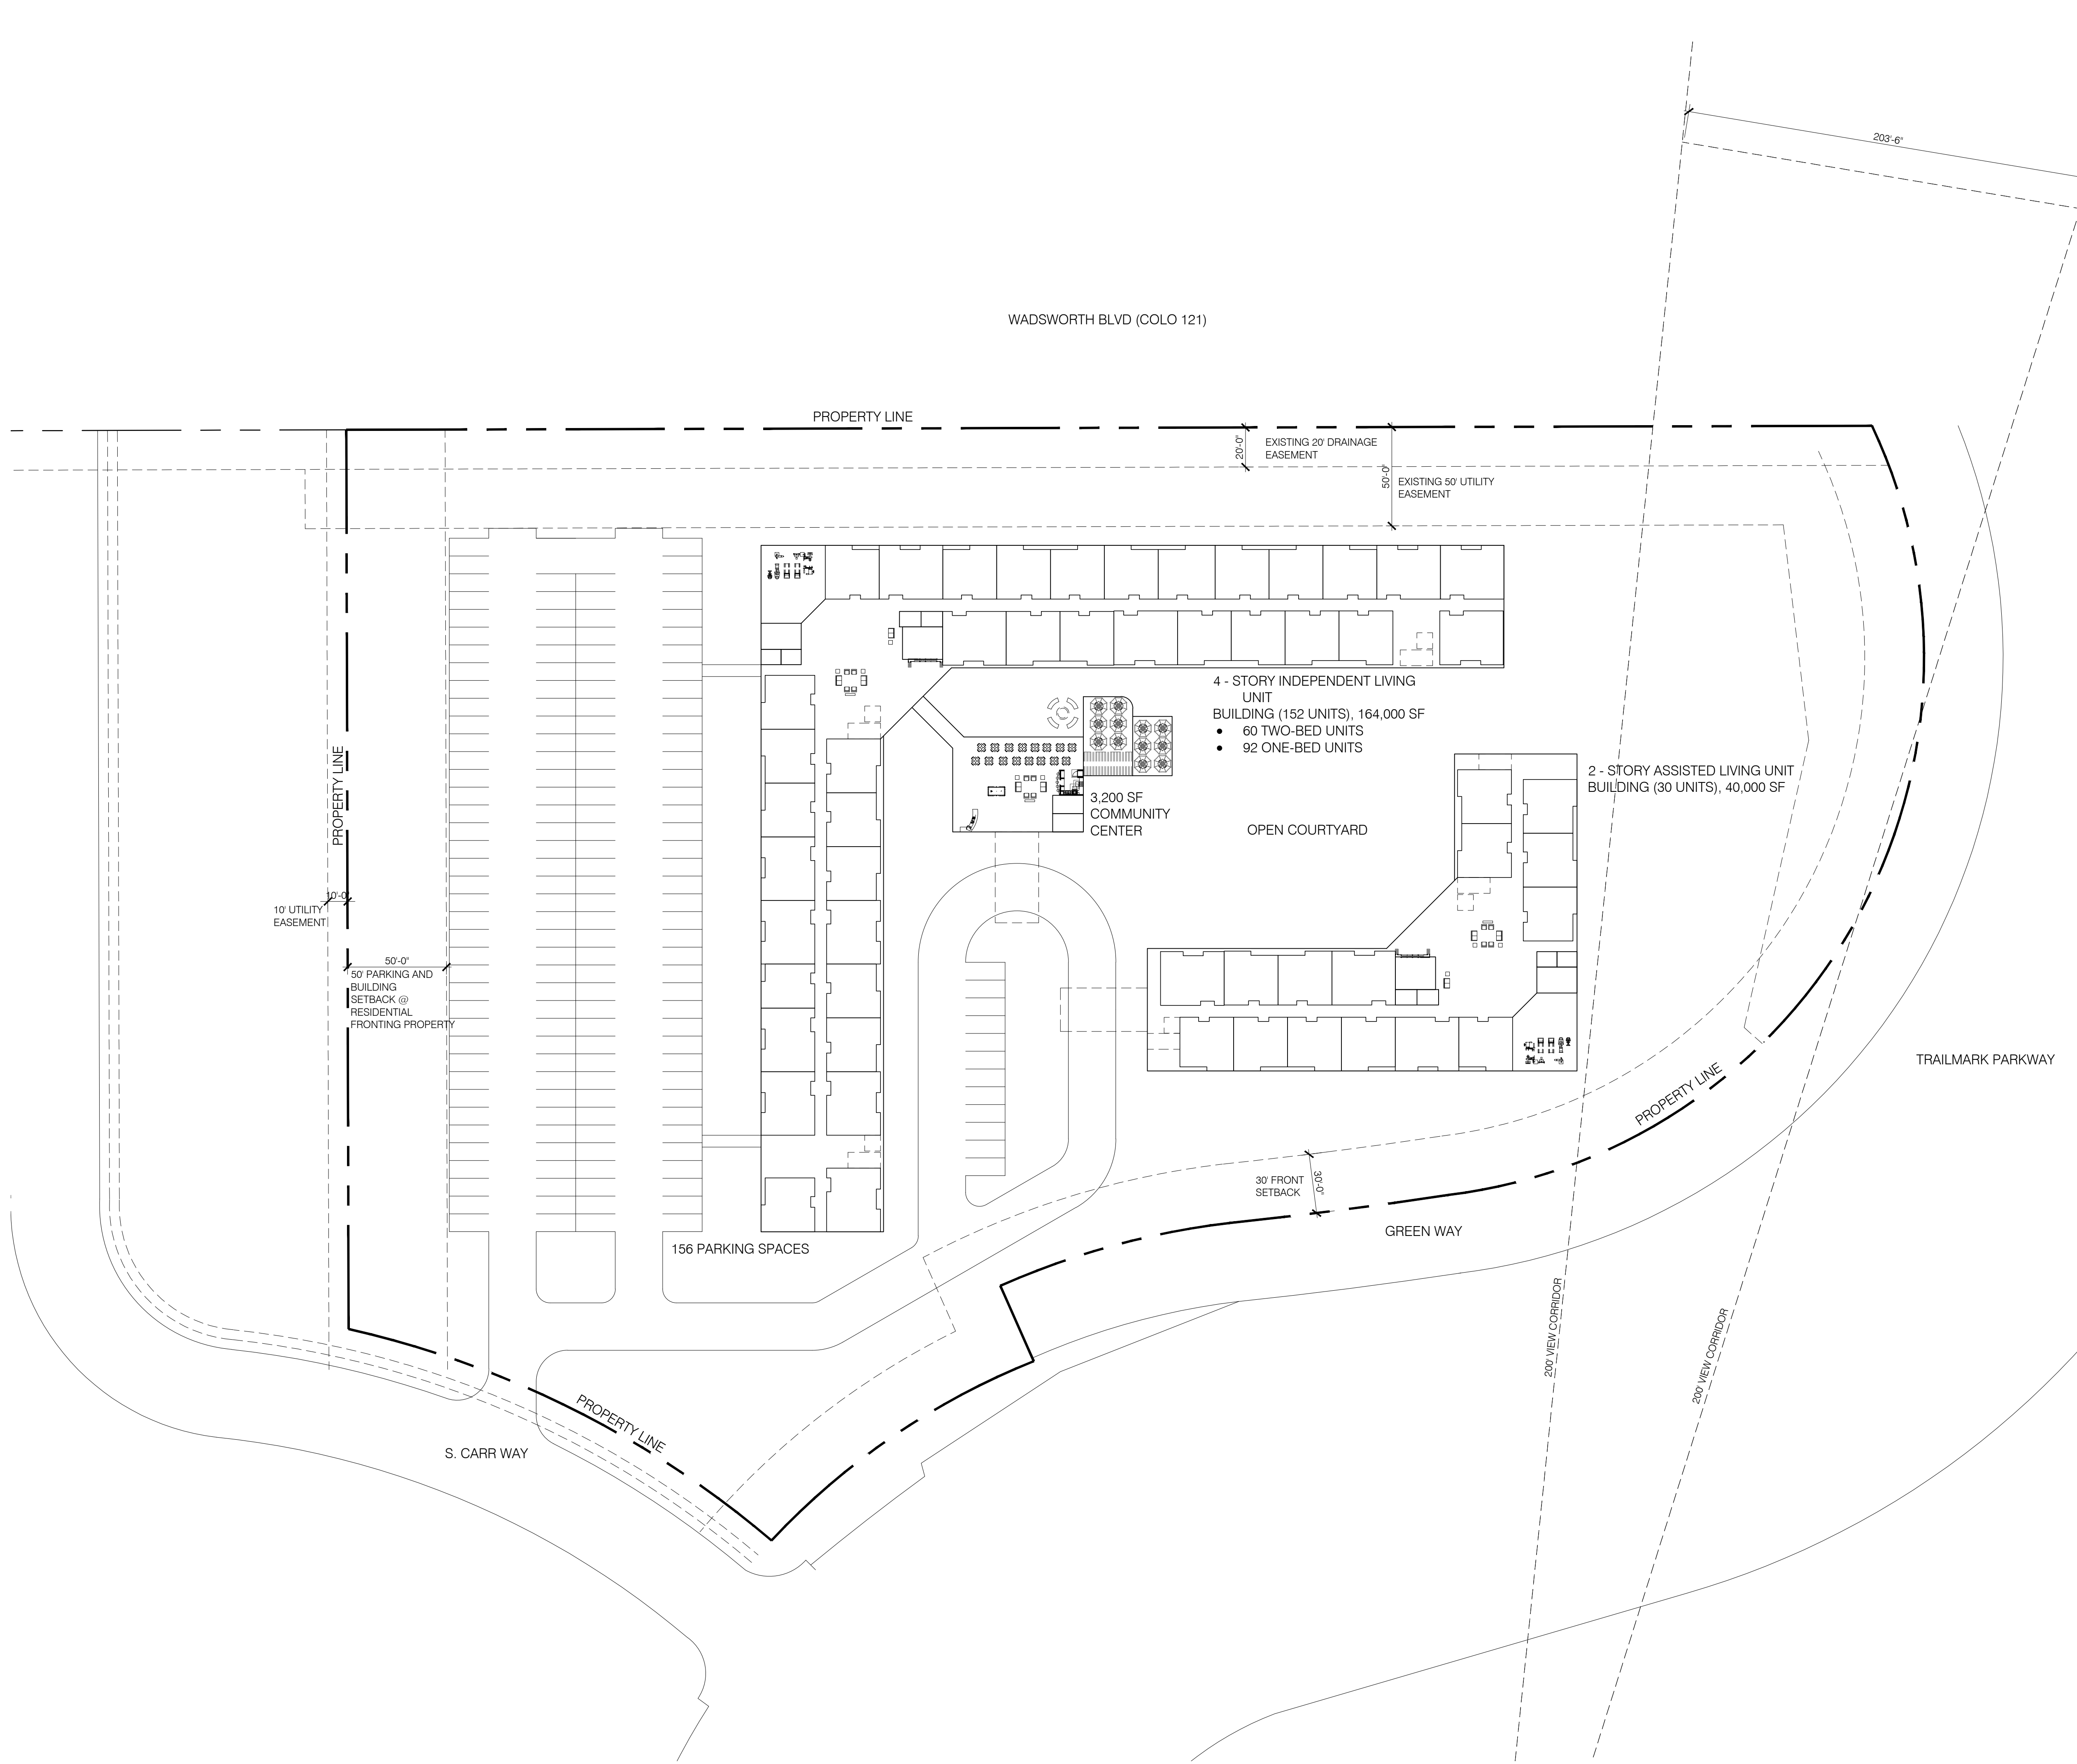 203'-6"
WADSWORTH BLVD (COLO 121)
PROPERTY LINE
20'-0"
EXISTING 20' DRAINAGE
EASEMENT
50'-0"
EXISTING 50' UTILITY
EASEMENT
4 - STORY INDEPENDENT LIVING
UNIT
BUILDING (152 UNITS), 164,000 SF
● 60 TWO-BED UNITS
● 92 ONE-BED UNITS
PROPERTY LINE
2 - STORY ASSISTED LIVING UNIT
BUILDING (30 UNITS), 40,000 SF
3,200 SF
COMMUNITY
CENTER
OPEN COURTYARD
10'-0"
10' UTILITY
EASEMENT
50'-0"
50' PARKING AND
BUILDING
SETBACK @
RESIDENTIAL
FRONTING PROPERTY
TRAILMARK PARKWAY
PROPERTY LINE
30' FRONT
SETBACK
30'-0"
GREEN WAY
156 PARKING SPACES
200' VIEW CORRIDOR
200' VIEW CORRIDOR
PROPERTY LINE
S. CARR WAY